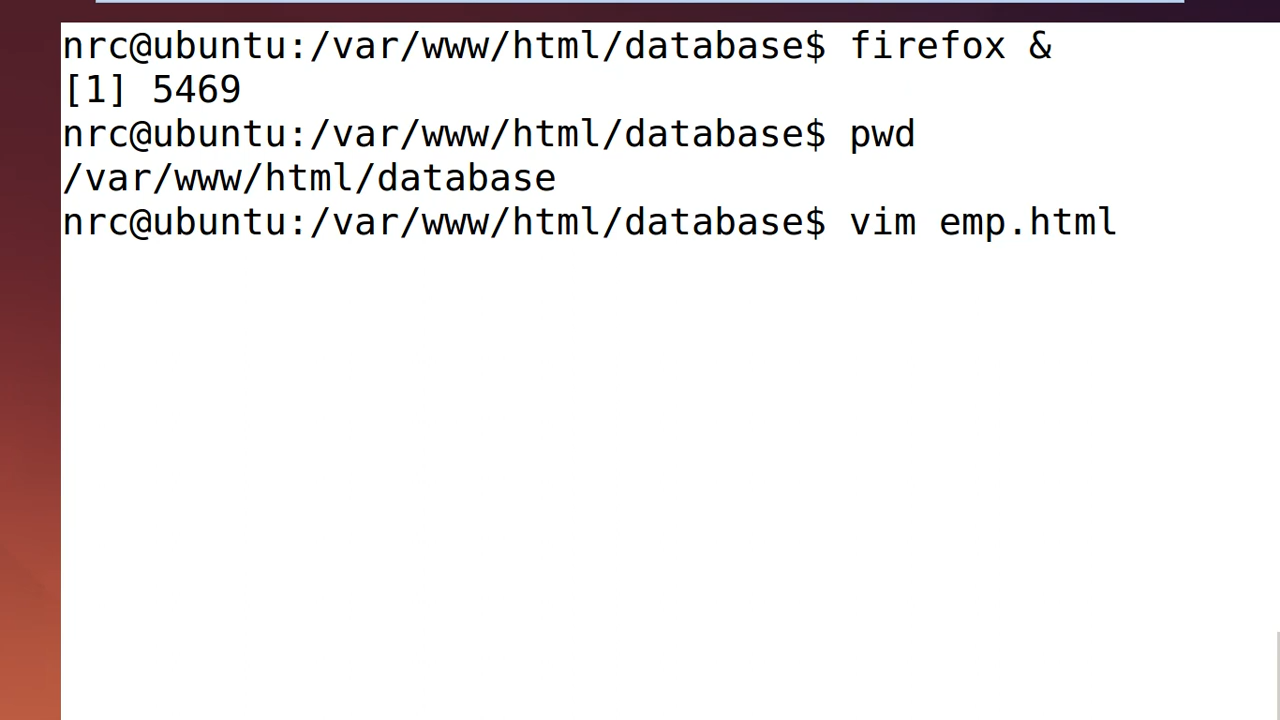 nrc@ubuntu:/var/www/html/database$ firefox &
[1] 5469
nrc@ubuntu:/var/www/html/database$ pwd
/var/www/html/database
nrc@ubuntu:/var/www/html/database$ vim emp.html